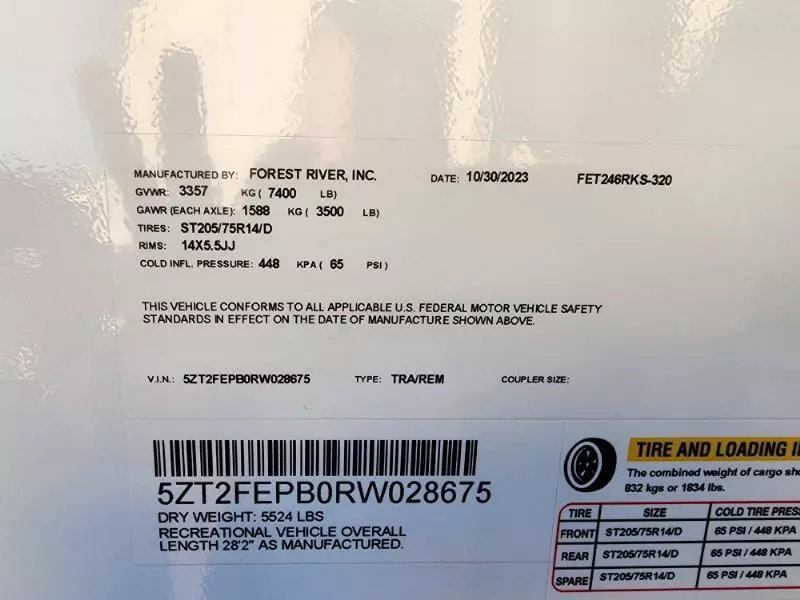 MANUFACTURED BY: FOREST RIVER, INC. DATE: 10/30/2023 FET246RKS-320
GVWR: 3357 KG ( 7400 LB)
GAWR (EACH AXLE): 1588 KG ( 3500 LB)
TIRES: ST205/75R14/D
RIMS: 14X5.5JJ
COLD INFL. PRESSURE: 448 KPA ( 65 PSI )
THIS VEHICLE CONFORMS TO ALL APPLICABLE U.S. FEDERAL MOTOR VEHICLE SAFETY
STANDARDS IN EFFECT ON THE DATE OF MANUFACTURE SHOWN ABOVE.
V.I.N.: 5ZT2FEPB0RW028675 TYPE: TRA/REM COUPLER SIZE:
5ZT2FEPB0RW028675
DRY WEIGHT: 5524 LBS
RECREATIONAL VEHICLE OVERALL
LENGTH 28'2" AS MANUFACTURED.
TIRE AND LOADING
The combined weight of cargo
832 kgs or 1834 lbs.
TIRE SIZE COLD TIRE
FRONT ST205/75R14/D 65 PSI / 448 KPA
REAR ST205/75R14/D 65 PSI / 448 KPA
SPARE ST205/75R14/D 65 PSI / 448 KPA